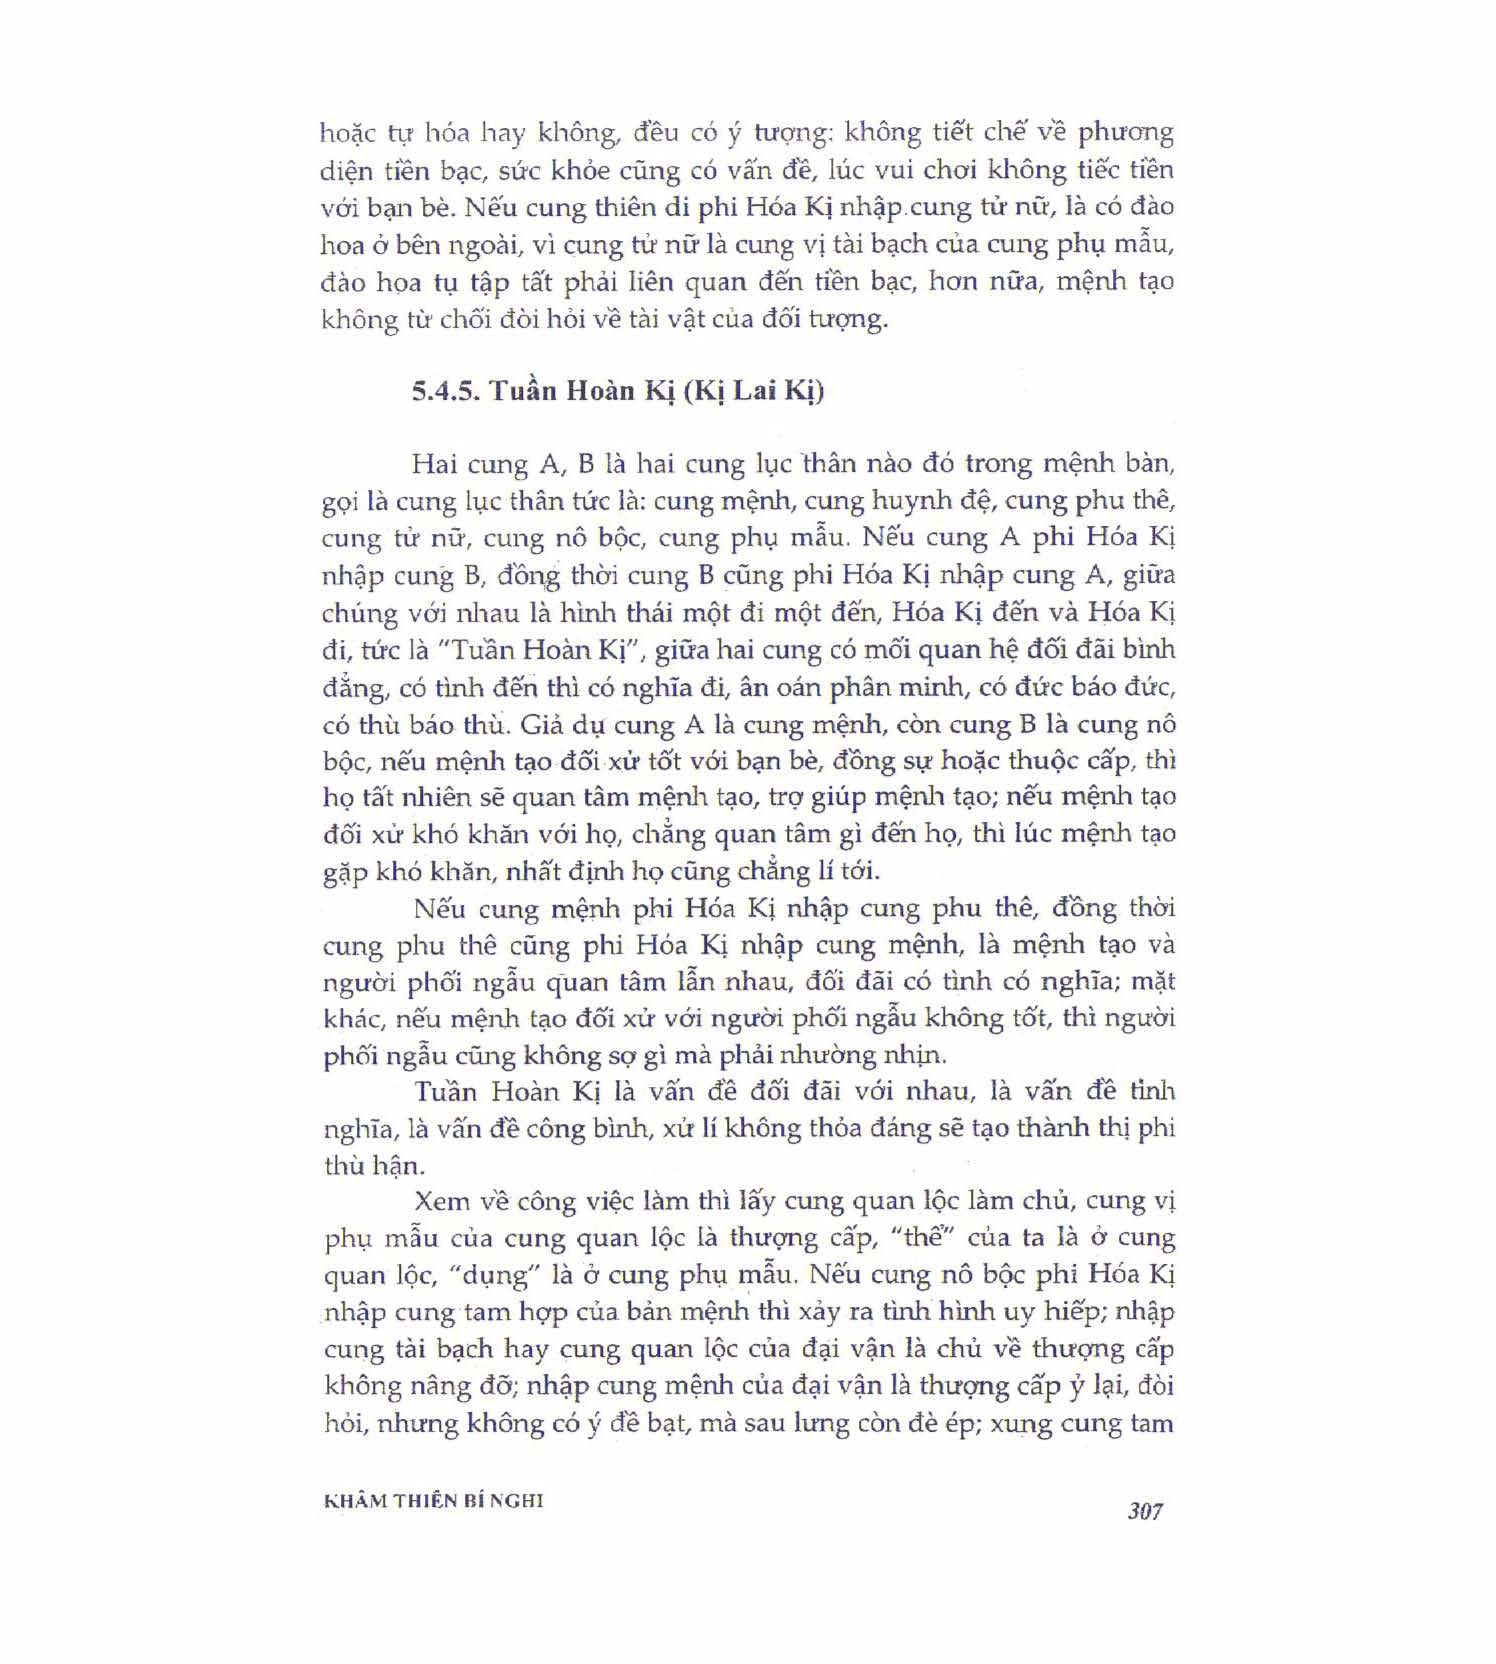 hoặc tự hóa hay không, đều có ý tượng: không tiết chế về phương
diện tiền bạc, sức khỏe cũng có vấn đề, lúc vui chơi không tiếc tiền
với bạn bè. Nếu cung thiên di phi Hóa Kị nhập cung tử nữ, là có đào
hoa ở bên ngoài, vì cung tử nữ là cung vị tài bạch của cung phụ mẫu,
đào hoa tụ tập tất phải liên quan đến tiền bạc, hơn nữa, mệnh tạo
không từ chối đòi hỏi về tài vật của đối tượng.
5.4.5. Tuần Hoàn Kị (Kị Lai Kị)
Hai cung A, B là hai cung lục thân nào đó trong mệnh bàn,
gọi là cung lục thân tức là: cung mệnh, cung huynh đệ, cung phu thê,
cung tử nữ, cung nô bộc, cung phụ mẫu. Nếu cung A phi Hóa Kị
nhập cung B, đồng thời cung B cũng phi Hóa Kị nhập cung A, giữa
chúng với nhau là hình thái một đi một đến, Hóa Kị đến và Hóa Kị
đi, tức là "Tuần Hoàn Kị", giữa hai cung có mối quan hệ đối đãi bình
đẳng, có tình đến thì có nghĩa đi, ân oán phân minh, có đức báo đức,
có thù báo thù. Giả dụ cung A là cung mệnh, còn cung B là cung nô
bộc, nếu mệnh tạo đối xử tốt với bạn bè, đồng sự hoặc thuộc cấp, thì
họ tất nhiên sẽ quan tâm mệnh tạo, trợ giúp mệnh tạo; nếu mệnh tạo
đối xử khó khăn với họ, chẳng quan tâm gì đến họ, thì lúc mệnh tạo
gặp khó khăn, nhất định họ cũng chẳng lí tới.
Nếu cung mệnh phi Hóa Kị nhập cung phu thê, đồng thời
cung phu thê cũng phi Hóa Kị nhập cung mệnh, là mệnh tạo và
người phối ngẫu quan tâm lẫn nhau, đối đãi có tình có nghĩa; mặt
khác, nếu mệnh tạo đối xử với người phối ngẫu không tốt, thì người
phối ngẫu cũng không sợ gì mà phải nhường nhịn.
Tuần Hoàn Kị là vấn đề đối đãi với nhau, là vấn đề tình
nghĩa, là vấn đề công bình, xử lí không thỏa đáng sẽ tạo thành thị phi
thù hận.
Xem về công việc làm thì lấy cung quan lộc làm chủ, cung vị
phụ mẫu của cung quan lộc là thượng cấp, "thể" của ta là ở cung
quan lộc, "dụng" là ở cung phụ mẫu. Nếu cung nô bộc phi Hóa Kị
nhập cung tam hợp của bản mệnh thì xảy ra tình hình uy hiếp; nhập
cung tài bạch hay cung quan lộc của đại vận là chủ về thượng cấp
không nâng đỡ; nhập cung mệnh của đại vận là thượng cấp ỷ lại, đòi
hỏi, nhưng không có ý đề bạt, mà sau lưng còn đè ép; xung cung tam
KHÂM THIÊN BÍ NGHI
307